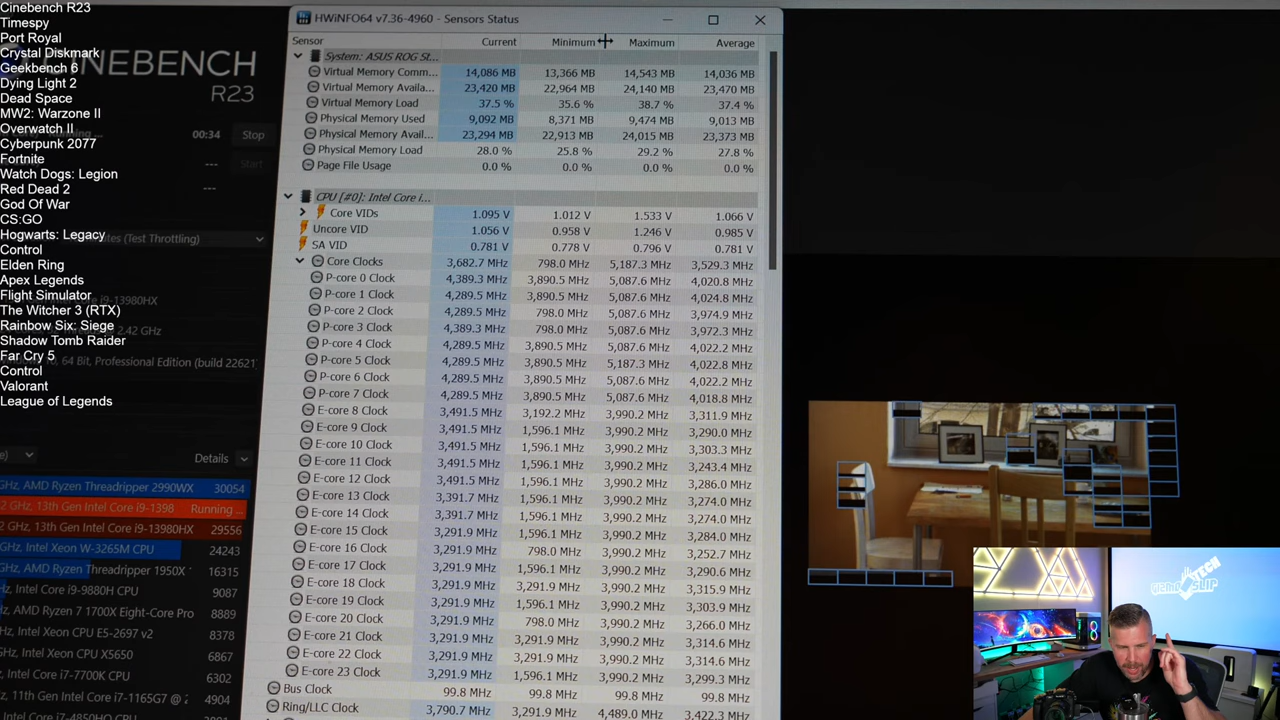 Cinebench R23
Timespy
Port Royal
Crystal Diskmark
Geekbench 6
Dying Light 2
Dead Space
MW2: Warzone II
Overwatch II
Cyberpunk 2077
Fortnite
Watch Dogs: Legion
Red Dead 2
God Of War
CS:GO
Hogwarts: Legacy
Control
Elden Ring
Apex Legends
Flight Simulator
The Witcher 3 (RTX)
Rainbow Six: Siege
Shadow Tomb Raider
Far Cry 5
Control
Valorant
League of Legends
CINEBENCH
R23
00:34 Stop
--- Start
---
(Test Throttling)
i9-13980HX
2.42 GHz
64 Bit, Professional Edition (build 22621)
Details
GHz, AMD Ryzen Threadripper 2990WX 30054
2 GHz, 13th Gen Intel Core i9-1398 Running...
2 GHz, 13th Gen Intel Core i9-13980HX 29556
GHz, Intel Xeon W-3265M CPU 24243
GHz, AMD Ryzen Threadripper 1950X 16315
Intel Core i9-9880H CPU 9087
Hz, AMD Ryzen 7 1700X Eight-Core Pro 8889
Hz, Intel Xeon CPU E5-2697 v2 8378
Hz, Intel Xeon CPU X5650 6867
Hz, Intel Core i7-7700K CPU 6302
Hz, 11th Gen Intel Core i7-1165G7 @ 2 4904
Hz, Intel Core i7-4850HQ CPU
HWiNFO64 v7.36-4960 - Sensors Status
Sensor Current Minimum Maximum Average
System: ASUS ROG St...
Virtual Memory Comm... 14,086 MB 13,366 MB 14,543 MB 14,036 MB
Virtual Memory Availa... 23,420 MB 22,964 MB 24,140 MB 23,470 MB
Virtual Memory Load 37.5 % 35.6 % 38.7 % 37.4 %
Physical Memory Used 9,092 MB 8,371 MB 9,474 MB 9,013 MB
Physical Memory Avail... 23,294 MB 22,913 MB 24,015 MB 23,373 MB
Physical Memory Load 28.0 % 25.8 % 29.2 % 27.8 %
Page File Usage 0.0 % 0.0 % 0.0 % 0.0 %
CPU [#0]: Intel Core i...
Core VIDs 1.095 V 1.012 V 1.533 V 1.066 V
Uncore VID 1.056 V 0.958 V 1.246 V 0.985 V
SA VID 0.781 V 0.778 V 0.796 V 0.781 V
Core Clocks 3,682.7 MHz 798.0 MHz 5,187.3 MHz 3,529.3 MHz
P-core 0 Clock 4,389.3 MHz 3,890.5 MHz 5,087.6 MHz 4,020.8 MHz
P-core 1 Clock 4,289.5 MHz 3,890.5 MHz 5,087.6 MHz 4,024.8 MHz
P-core 2 Clock 4,289.5 MHz 798.0 MHz 5,087.6 MHz 3,974.9 MHz
P-core 3 Clock 4,389.3 MHz 798.0 MHz 5,087.6 MHz 3,972.3 MHz
P-core 4 Clock 4,289.5 MHz 3,890.5 MHz 5,087.6 MHz 4,022.2 MHz
P-core 5 Clock 4,289.5 MHz 3,890.5 MHz 5,187.3 MHz 4,022.8 MHz
P-core 6 Clock 4,289.5 MHz 3,890.5 MHz 5,087.6 MHz 4,022.2 MHz
P-core 7 Clock 4,289.5 MHz 3,890.5 MHz 5,087.6 MHz 4,018.8 MHz
E-core 8 Clock 3,491.5 MHz 3,192.2 MHz 3,990.2 MHz 3,311.9 MHz
E-core 9 Clock 3,491.5 MHz 1,596.1 MHz 3,990.2 MHz 3,290.0 MHz
E-core 10 Clock 3,491.5 MHz 1,596.1 MHz 3,990.2 MHz 3,303.3 MHz
E-core 11 Clock 3,491.5 MHz 1,596.1 MHz 3,990.2 MHz 3,243.4 MHz
E-core 12 Clock 3,491.5 MHz 1,596.1 MHz 3,990.2 MHz 3,286.0 MHz
E-core 13 Clock 3,391.7 MHz 1,596.1 MHz 3,990.2 MHz 3,274.0 MHz
E-core 14 Clock 3,391.7 MHz 1,596.1 MHz 3,990.2 MHz 3,274.0 MHz
E-core 15 Clock 3,291.9 MHz 1,596.1 MHz 3,990.2 MHz 3,284.0 MHz
E-core 16 Clock 3,291.9 MHz 798.0 MHz 3,990.2 MHz 3,252.7 MHz
E-core 17 Clock 3,291.9 MHz 1,596.1 MHz 3,990.2 MHz 3,290.6 MHz
E-core 18 Clock 3,291.9 MHz 3,291.9 MHz 3,990.2 MHz 3,315.9 MHz
E-core 19 Clock 3,291.9 MHz 1,596.1 MHz 3,990.2 MHz 3,303.9 MHz
E-core 20 Clock 3,291.9 MHz 798.0 MHz 3,990.2 MHz 3,266.0 MHz
E-core 21 Clock 3,291.9 MHz 3,291.9 MHz 3,990.2 MHz 3,314.6 MHz
E-core 22 Clock 3,291.9 MHz 3,291.9 MHz 3,990.2 MHz 3,314.6 MHz
E-core 23 Clock 3,291.9 MHz 1,596.1 MHz 3,990.2 MHz 3,299.3 MHz
Bus Clock 99.8 MHz 99.8 MHz 99.8 MHz 99.8 MHz
Ring/LLC Clock 3,790.7 MHz 3,291.9 MHz 4,489.0 MHz 3,422.3 MHz
GIZMO SLIP
TECH